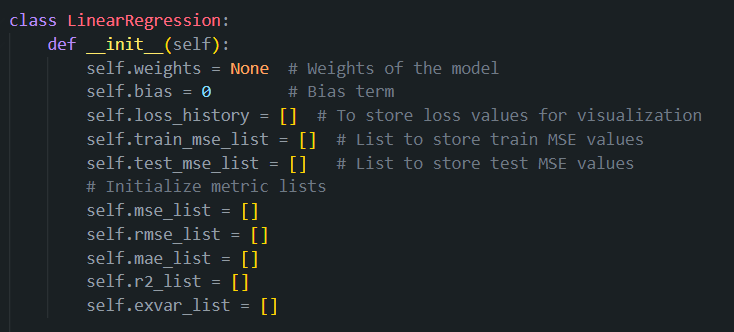 class LinearRegression:
    def __init__(self):
        self.weights = None  # Weights of the model
        self.bias = 0        # Bias term
        self.loss_history = []  # To store loss values for visualization
        self.train_mse_list = []  # List to store train MSE values
        self.test_mse_list = []   # List to store test MSE values
        # Initialize metric lists
        self.mse_list = []
        self.rmse_list = []
        self.mae_list = []
        self.r2_list = []
        self.exvar_list = []